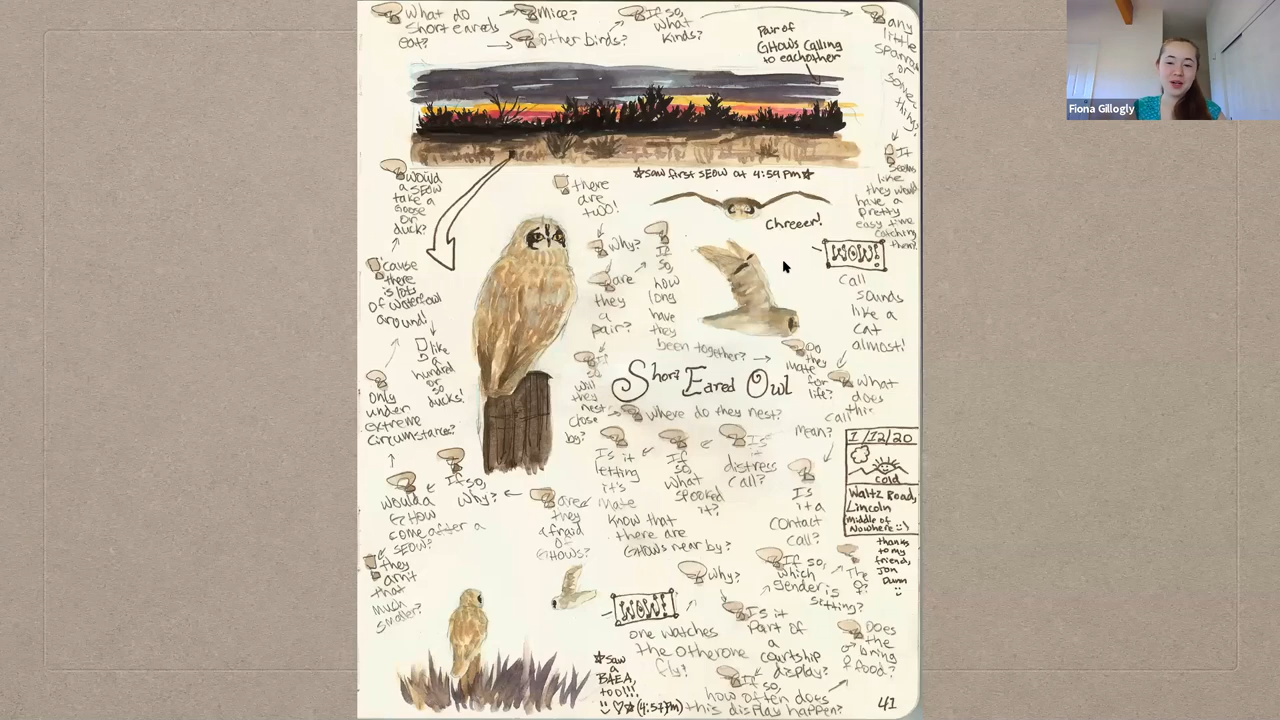 What do
Short eareds
eat?
Mice?
Other birds?
If so,
what
kinds?
any
little
sparrow
or
some
things.
It
seems
like
they would
have a
pretty
easy time
catching
them?
Pair of
GHOWs calling
to eachother
☆saw first SEOW at 4:59 PM☆
Fiona Gillogly
would
a SEOW
take a
Goose
or
duck?
'cause
there
is lots
of waterfowl
around!
like
a
hundred
or
so
ducks!
only
under
extreme
circumstance?
there
are
two!
Why?
are
they
a
pair?
If
so,
how
long
have
they
been together?
Do
they
mate
for
life?
If
so
will
they
nest
close
by?
Chreeer!
WOW!
call
sounds
like a
cat
almost!
What
does
this
call
mean?
Short Eared Owl
Where do they nest?
Is it
letting
it's
mate
know that
there are
GHOWs near by?
If
so,
what
spooked
it?
Is
it
distress
call?
Is
it a
contact
call?
1/12/20
cold
Waltz Road,
Lincoln
middle of
Nowhere :)
thanks
to my
friend,
Jon
Dunn
:)
If so,
why?
are
they
afraid
of
GHOWs?
would a
GHOW
come after a
SEOW?
they
arn't
that
much
smaller?
WOW!
one watches
the other one
fly?
Why?
Is it
part of
a
courtship
display?
If so,
which
gender is
sitting?
The
♀?
Does
the
♂ bring
♀ food?
If
so,
how often does
this display happen?
☆saw
a
BAEA,
too!!!
:) ♡☆ (4:57PM)
41